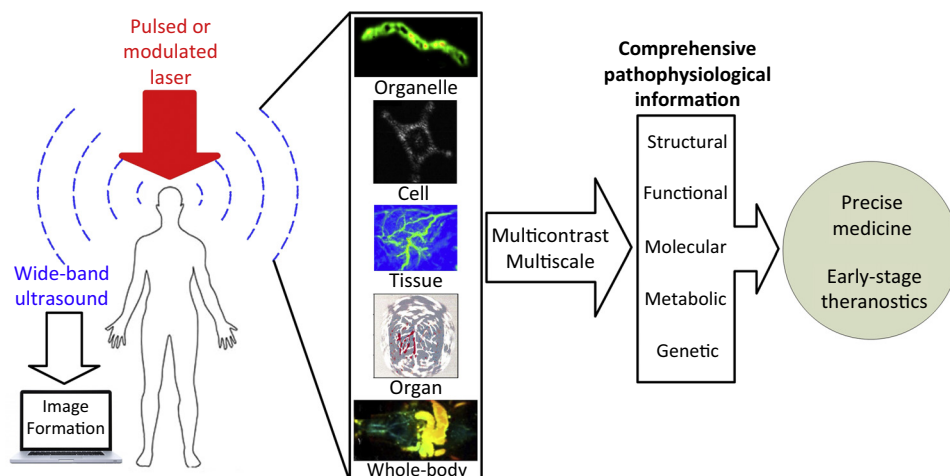 Pulsed or
modulated
laser
Wide-band
ultrasound
Image
Formation
Organelle
Cell
Tissue
Organ
Whole-body
Multicontrast
Multiscale
Comprehensive
pathophysiological
information
Structural
Functional
Molecular
Metabolic
Genetic
Precise
medicine
Early-stage
theranostics